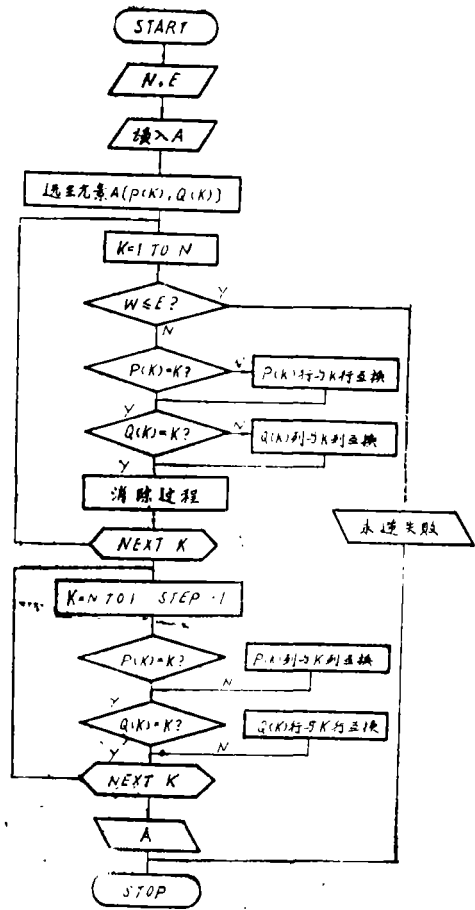 START
N.E
读入A
选主元素A[P(K),Q(K)]
K=1 TO N
W≤E?
Y
N
P(K)=K?
N
P(K)行与K行互换
Y
Q(K)=K?
N
Q(K)列与K列互换
Y
消除过程
求逆失败
NEXT K
K=N TO 1 STEP -1
P(K)=K?
P(K)列与K列互换
N
Y
Q(K)=K?
Q(K)行与K行互换
N
Y
NEXT K
A
STOP